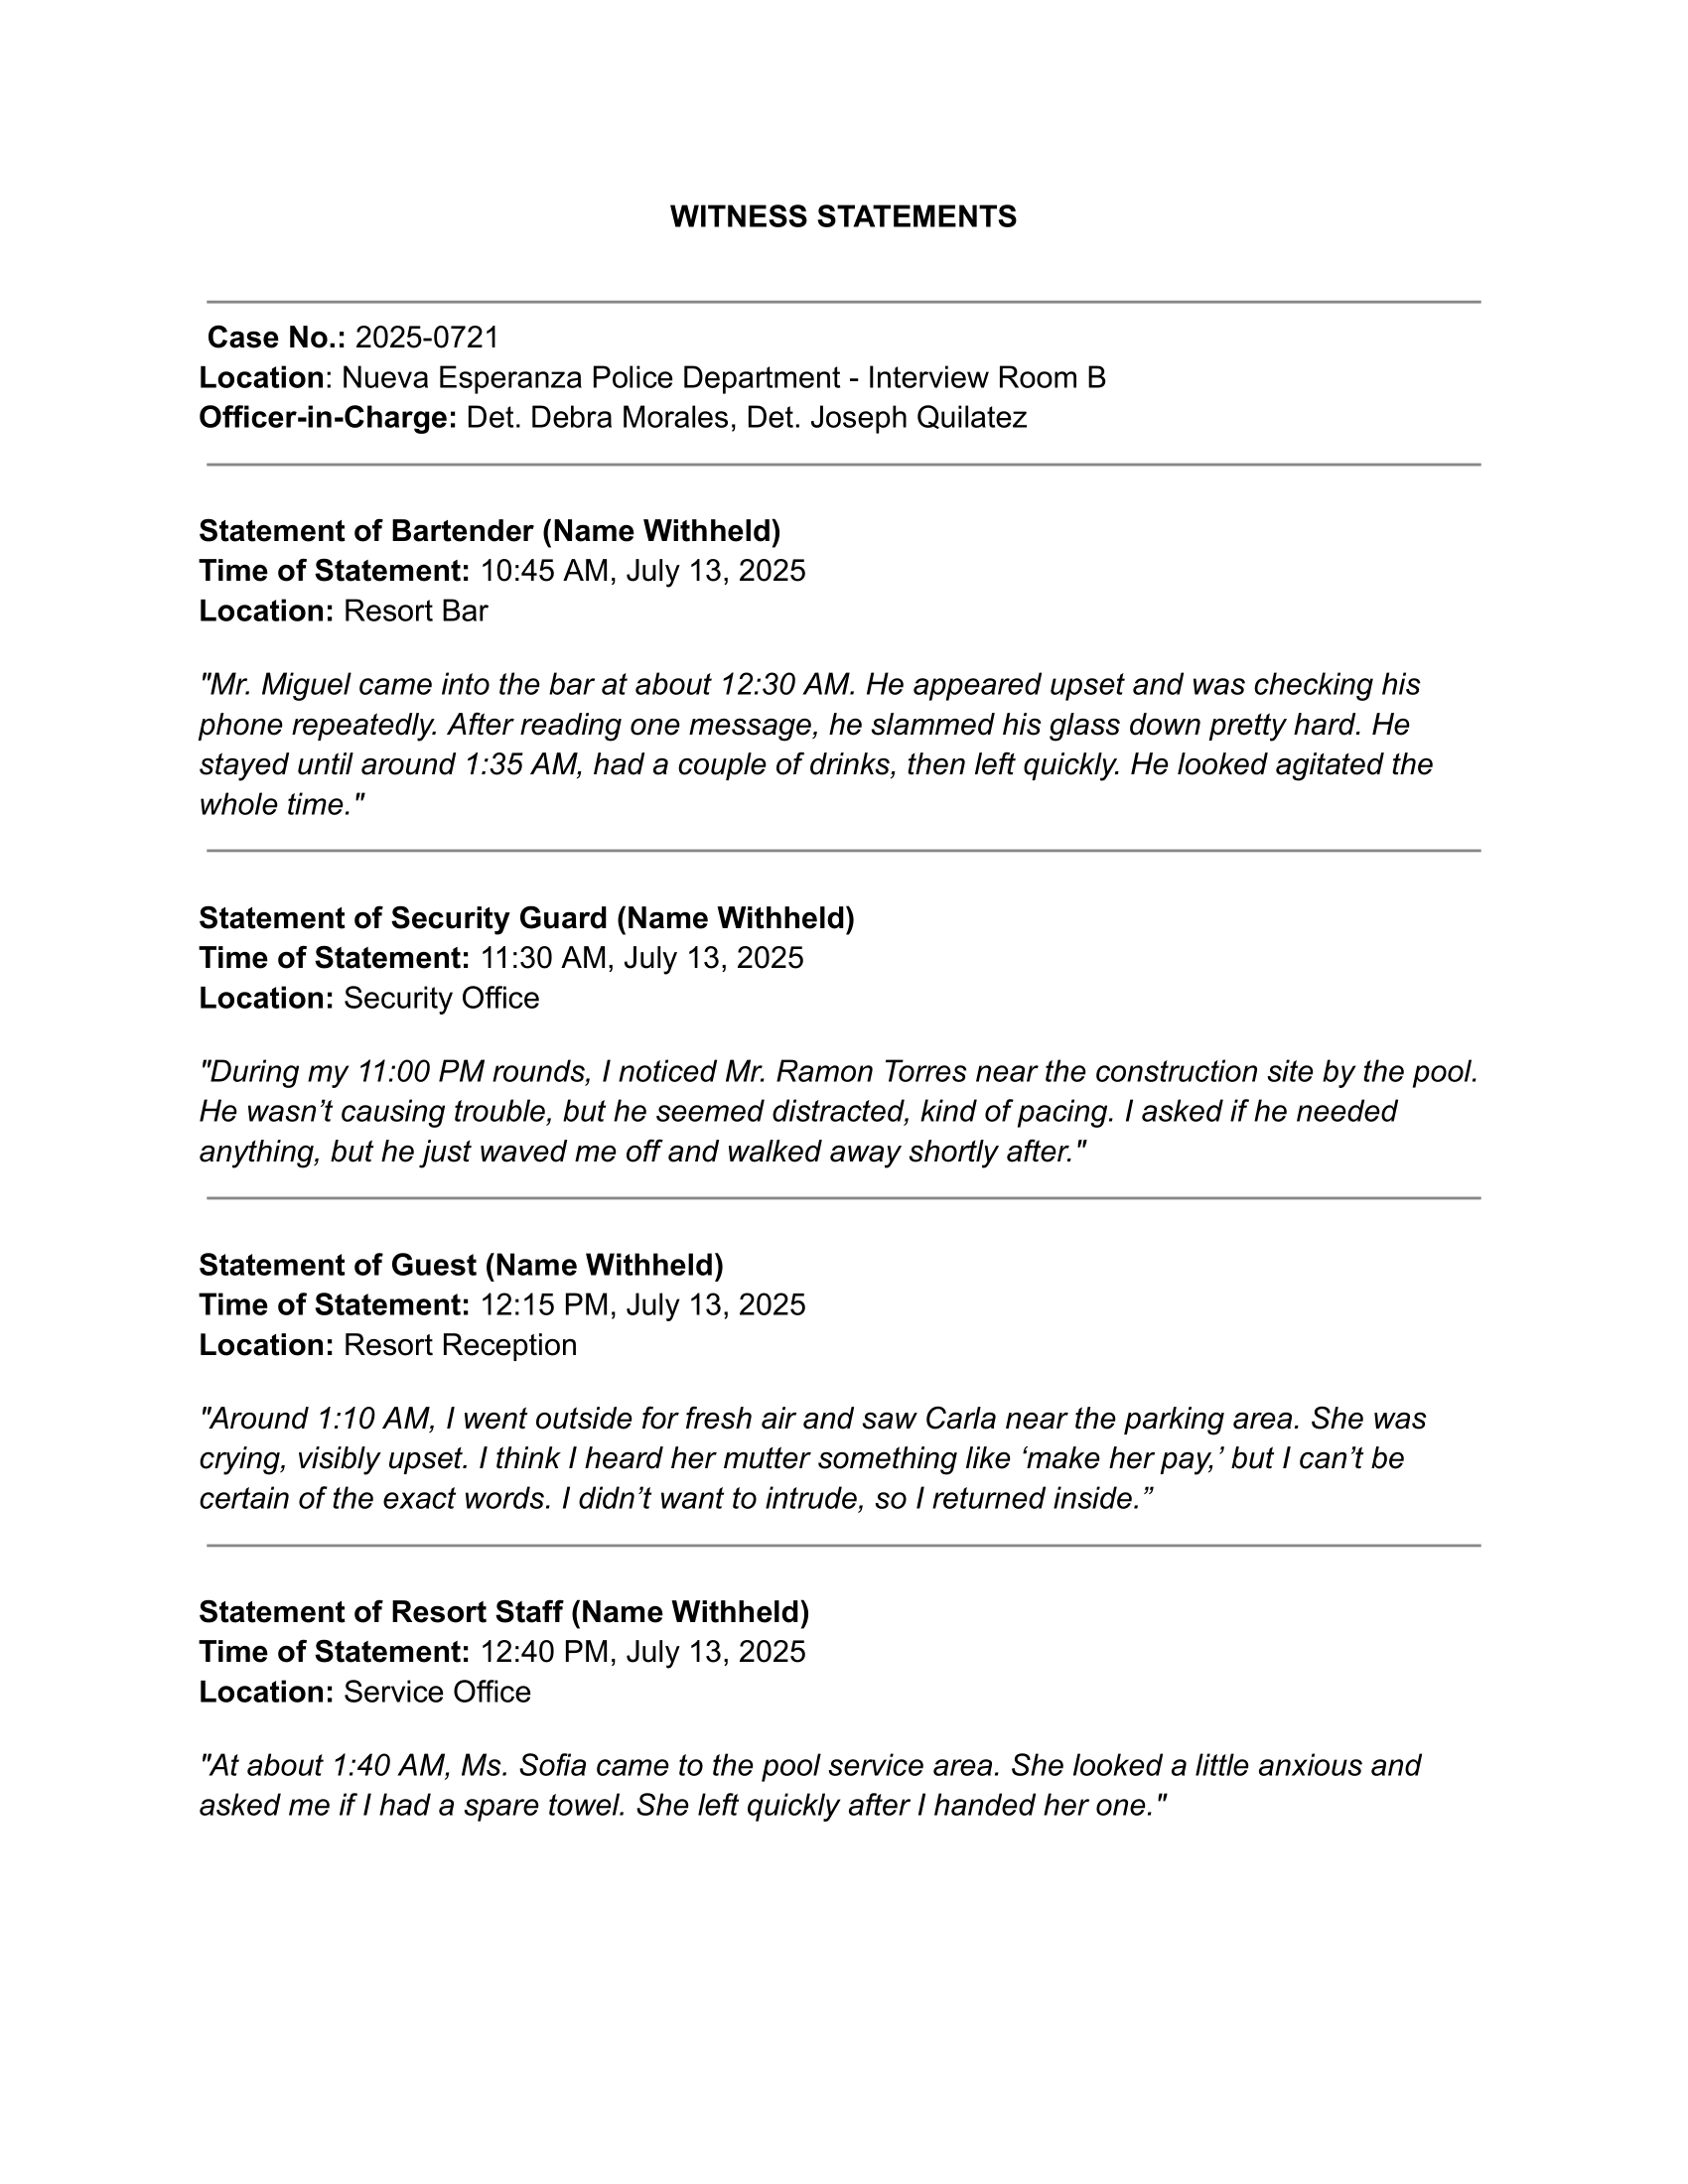 WITNESS STATEMENTS
Case No.: 2025-0721
Location: Nueva Esperanza Police Department - Interview Room B
Officer-in-Charge: Det. Debra Morales, Det. Joseph Quilatez
Statement of Bartender (Name Withheld)
Time of Statement: 10:45 AM, July 13, 2025
Location: Resort Bar
"Mr. Miguel came into the bar at about 12:30 AM. He appeared upset and was checking his
phone repeatedly. After reading one message, he slammed his glass down pretty hard. He
stayed until around 1:35 AM, had a couple of drinks, then left quickly. He looked agitated the
whole time."
Statement of Security Guard (Name Withheld)
Time of Statement: 11:30 AM, July 13, 2025
Location: Security Office
"During my 11:00 PM rounds, I noticed Mr. Ramon Torres near the construction site by the pool.
He wasn’t causing trouble, but he seemed distracted, kind of pacing. I asked if he needed
anything, but he just waved me off and walked away shortly after."
Statement of Guest (Name Withheld)
Time of Statement: 12:15 PM, July 13, 2025
Location: Resort Reception
"Around 1:10 AM, I went outside for fresh air and saw Carla near the parking area. She was
crying, visibly upset. I think I heard her mutter something like ‘make her pay,’ but I can’t be
certain of the exact words. I didn’t want to intrude, so I returned inside.”
Statement of Resort Staff (Name Withheld)
Time of Statement: 12:40 PM, July 13, 2025
Location: Service Office
"At about 1:40 AM, Ms. Sofia came to the pool service area. She looked a little anxious and
asked me if I had a spare towel. She left quickly after I handed her one."